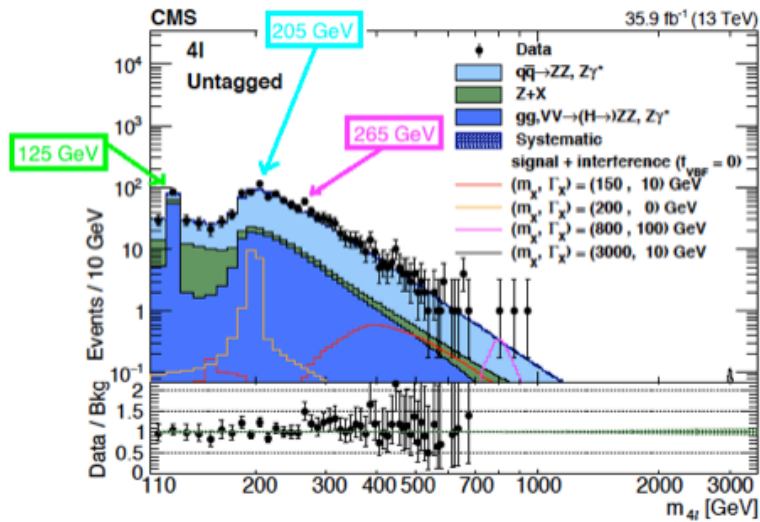 CMS 35.9 fb⁻¹ (13 TeV)
205 GeV
4l
Untagged
125 GeV
265 GeV
Data
qq̅→ZZ, Zγ*
Z+X
gg,VV→(H→)ZZ, Zγ*
Systematic
signal + interference (f_VBF = 0)
(m_X, Γ_X) = (150 , 10) GeV
(m_X, Γ_X) = (200 , 0) GeV
(m_X, Γ_X) = (800 , 100) GeV
(m_X, Γ_X) = (3000, 10) GeV
Events / 10 GeV
10⁴
10³
10²
10
1
10⁻¹
Data / Bkg
2
1.5
1
0.5
0
110 200 300 400 500 700 1000 2000 3000
m_4l [GeV]